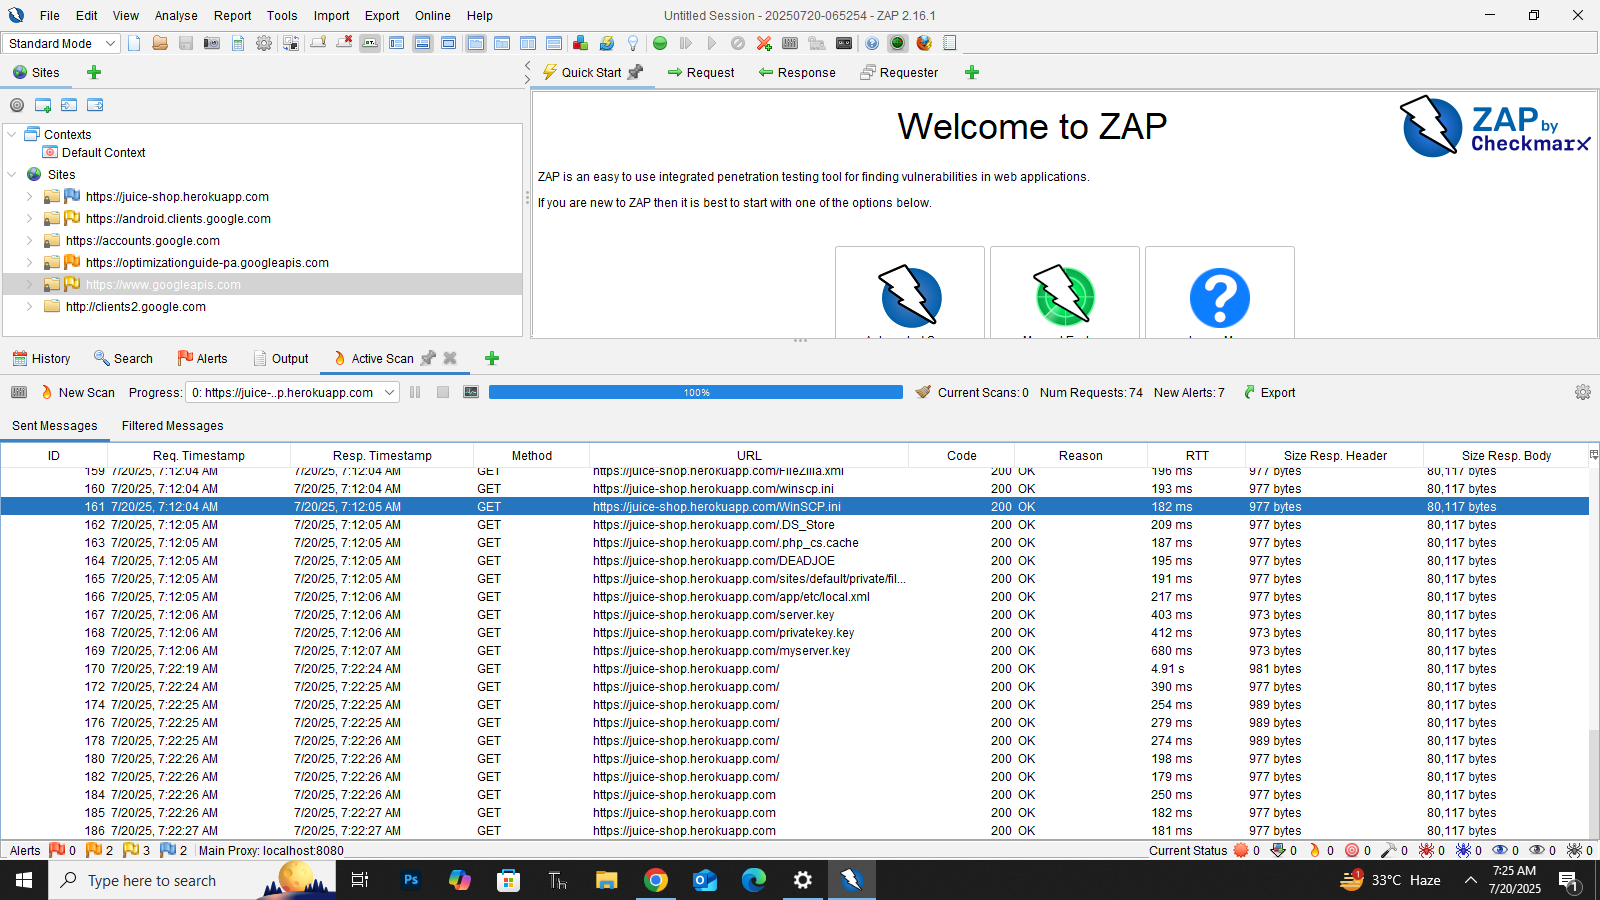 Untitled Session - 20250720-065254 - ZAP 2.16.1
File Edit View Analyse Report Tools Import Export Online Help
Standard Mode
Sites
Quick Start Request Response Requester
Contexts
Default Context
Sites
https://juice-shop.herokuapp.com
https://android.clients.google.com
https://accounts.google.com
https://optimizationguide-pa.googleapis.com
https://www.googleapis.com
http://clients2.google.com
Welcome to ZAP
ZAP by
Checkmarx
ZAP is an easy to use integrated penetration testing tool for finding vulnerabilities in web applications.
If you are new to ZAP then it is best to start with one of the options below.
History Search Alerts Output Active Scan
New Scan Progress: 0: https://juice-..p.herokuapp.com 100% Current Scans: 0 Num Requests: 74 New Alerts: 7 Export
Sent Messages Filtered Messages
ID Req. Timestamp Resp. Timestamp Method URL Code Reason RTT Size Resp. Header Size Resp. Body
159 7/20/25, 7:12:04 AM 7/20/25, 7:12:04 AM GET https://juice-shop.herokuapp.com/FileZilla.xml 200 OK 196 ms 977 bytes 80,117 bytes
160 7/20/25, 7:12:04 AM 7/20/25, 7:12:04 AM GET https://juice-shop.herokuapp.com/winscp.ini 200 OK 193 ms 977 bytes 80,117 bytes
161 7/20/25, 7:12:04 AM 7/20/25, 7:12:05 AM GET https://juice-shop.herokuapp.com/WinSCP.ini 200 OK 182 ms 977 bytes 80,117 bytes
162 7/20/25, 7:12:05 AM 7/20/25, 7:12:05 AM GET https://juice-shop.herokuapp.com/.DS_Store 200 OK 209 ms 977 bytes 80,117 bytes
163 7/20/25, 7:12:05 AM 7/20/25, 7:12:05 AM GET https://juice-shop.herokuapp.com/.php_cs.cache 200 OK 187 ms 977 bytes 80,117 bytes
164 7/20/25, 7:12:05 AM 7/20/25, 7:12:05 AM GET https://juice-shop.herokuapp.com/DEADJOE 200 OK 195 ms 977 bytes 80,117 bytes
165 7/20/25, 7:12:05 AM 7/20/25, 7:12:05 AM GET https://juice-shop.herokuapp.com/sites/default/private/fil... 200 OK 191 ms 977 bytes 80,117 bytes
166 7/20/25, 7:12:05 AM 7/20/25, 7:12:06 AM GET https://juice-shop.herokuapp.com/app/etc/local.xml 200 OK 217 ms 977 bytes 80,117 bytes
167 7/20/25, 7:12:06 AM 7/20/25, 7:12:06 AM GET https://juice-shop.herokuapp.com/server.key 200 OK 403 ms 973 bytes 80,117 bytes
168 7/20/25, 7:12:06 AM 7/20/25, 7:12:06 AM GET https://juice-shop.herokuapp.com/privatekey.key 200 OK 412 ms 973 bytes 80,117 bytes
169 7/20/25, 7:12:06 AM 7/20/25, 7:12:07 AM GET https://juice-shop.herokuapp.com/myserver.key 200 OK 680 ms 973 bytes 80,117 bytes
170 7/20/25, 7:22:19 AM 7/20/25, 7:22:24 AM GET https://juice-shop.herokuapp.com/ 200 OK 4.91 s 981 bytes 80,117 bytes
172 7/20/25, 7:22:24 AM 7/20/25, 7:22:25 AM GET https://juice-shop.herokuapp.com/ 200 OK 390 ms 977 bytes 80,117 bytes
174 7/20/25, 7:22:25 AM 7/20/25, 7:22:25 AM GET https://juice-shop.herokuapp.com/ 200 OK 254 ms 989 bytes 80,117 bytes
176 7/20/25, 7:22:25 AM 7/20/25, 7:22:25 AM GET https://juice-shop.herokuapp.com/ 200 OK 279 ms 989 bytes 80,117 bytes
178 7/20/25, 7:22:25 AM 7/20/25, 7:22:26 AM GET https://juice-shop.herokuapp.com/ 200 OK 274 ms 989 bytes 80,117 bytes
180 7/20/25, 7:22:26 AM 7/20/25, 7:22:26 AM GET https://juice-shop.herokuapp.com/ 200 OK 198 ms 977 bytes 80,117 bytes
182 7/20/25, 7:22:26 AM 7/20/25, 7:22:26 AM GET https://juice-shop.herokuapp.com/ 200 OK 179 ms 977 bytes 80,117 bytes
184 7/20/25, 7:22:26 AM 7/20/25, 7:22:26 AM GET https://juice-shop.herokuapp.com 200 OK 250 ms 977 bytes 80,117 bytes
185 7/20/25, 7:22:26 AM 7/20/25, 7:22:27 AM GET https://juice-shop.herokuapp.com 200 OK 182 ms 977 bytes 80,117 bytes
186 7/20/25, 7:22:27 AM 7/20/25, 7:22:27 AM GET https://juice-shop.herokuapp.com 200 OK 181 ms 977 bytes 80,117 bytes
Alerts 0 2 3 2 Main Proxy: localhost:8080 Current Status 0 0 0 0 0 0 0 0 0 0
Type here to search Ps 1 33°C Haze 7:25 AM
7/20/2025 1